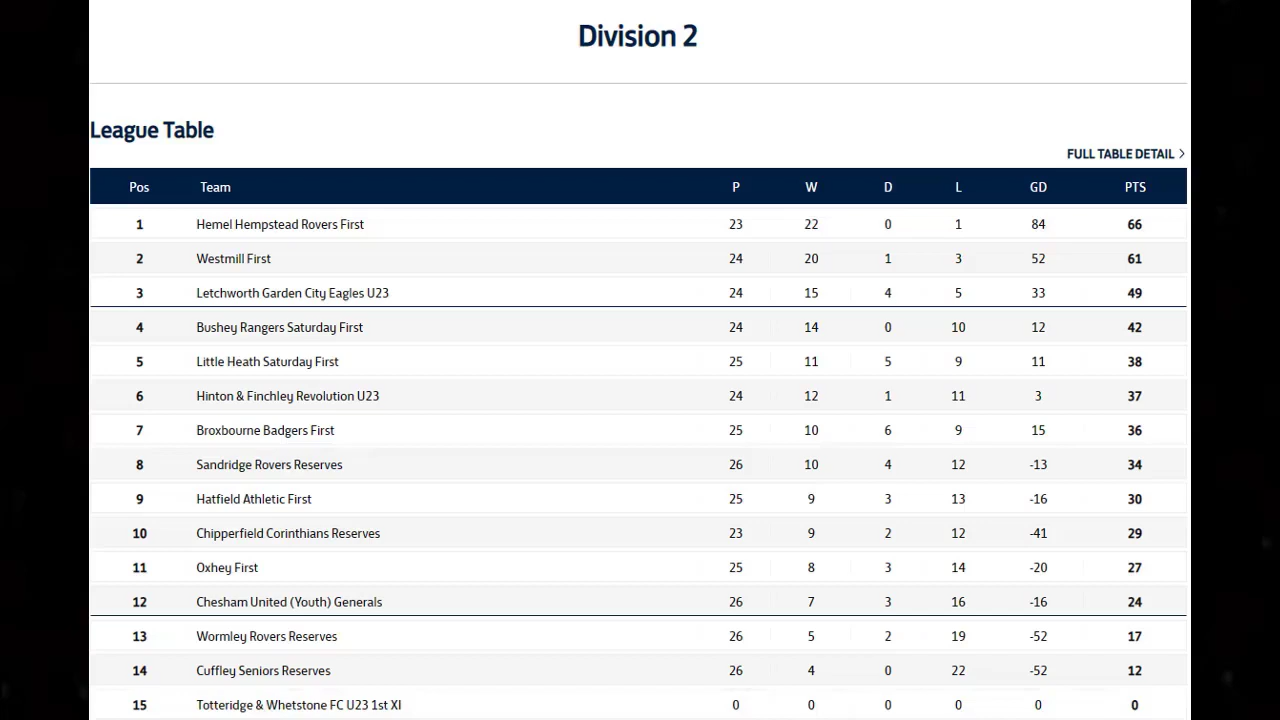 Division 2
League Table
FULL TABLE DETAIL >
Pos Team P W D L GD PTS
1 Hemel Hempstead Rovers First 23 22 0 1 84 66
2 Westmill First 24 20 1 3 52 61
3 Letchworth Garden City Eagles U23 24 15 4 5 33 49
4 Bushey Rangers Saturday First 24 14 0 10 12 42
5 Little Heath Saturday First 25 11 5 9 11 38
6 Hinton & Finchley Revolution U23 24 12 1 11 3 37
7 Broxbourne Badgers First 25 10 6 9 15 36
8 Sandridge Rovers Reserves 26 10 4 12 -13 34
9 Hatfield Athletic First 25 9 3 13 -16 30
10 Chipperfield Corinthians Reserves 23 9 2 12 -41 29
11 Oxhey First 25 8 3 14 -20 27
12 Chesham United (Youth) Generals 26 7 3 16 -16 24
13 Wormley Rovers Reserves 26 5 2 19 -52 17
14 Cuffley Seniors Reserves 26 4 0 22 -52 12
15 Totteridge & Whetstone FC U23 1st XI 0 0 0 0 0 0